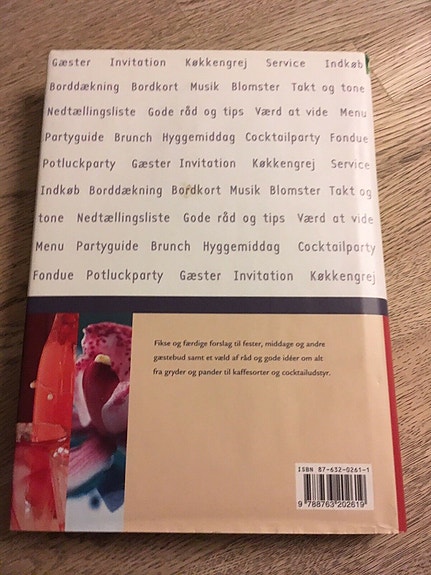 Gæster Invitation Køkkengrej Service Indkøb
Borddækning Bordkort Musik Blomster Takt og tone
Nedtællingsliste Gode råd og tips Værd at vide Menu
Partyguide Brunch Hyggemiddag Cocktailparty Fondue
Potluckparty Gæster Invitation Køkkengrej Service
Indkøb Borddækning Bordkort Musik Blomster Takt og
tone Nedtællingsliste Gode råd og tips Værd at vide
Menu Partyguide Brunch Hyggemiddag Cocktailparty
Fondue Potluckparty Gæster Invitation Køkkengrej
Fikse og færdige forslag til fester, middage og andre
gæstebud samt et væld af råd og gode idéer om alt
fra gryder og pander til kaffesorter og cocktailudstyr.
ISBN 87-632-0261-1
9 788763 202619